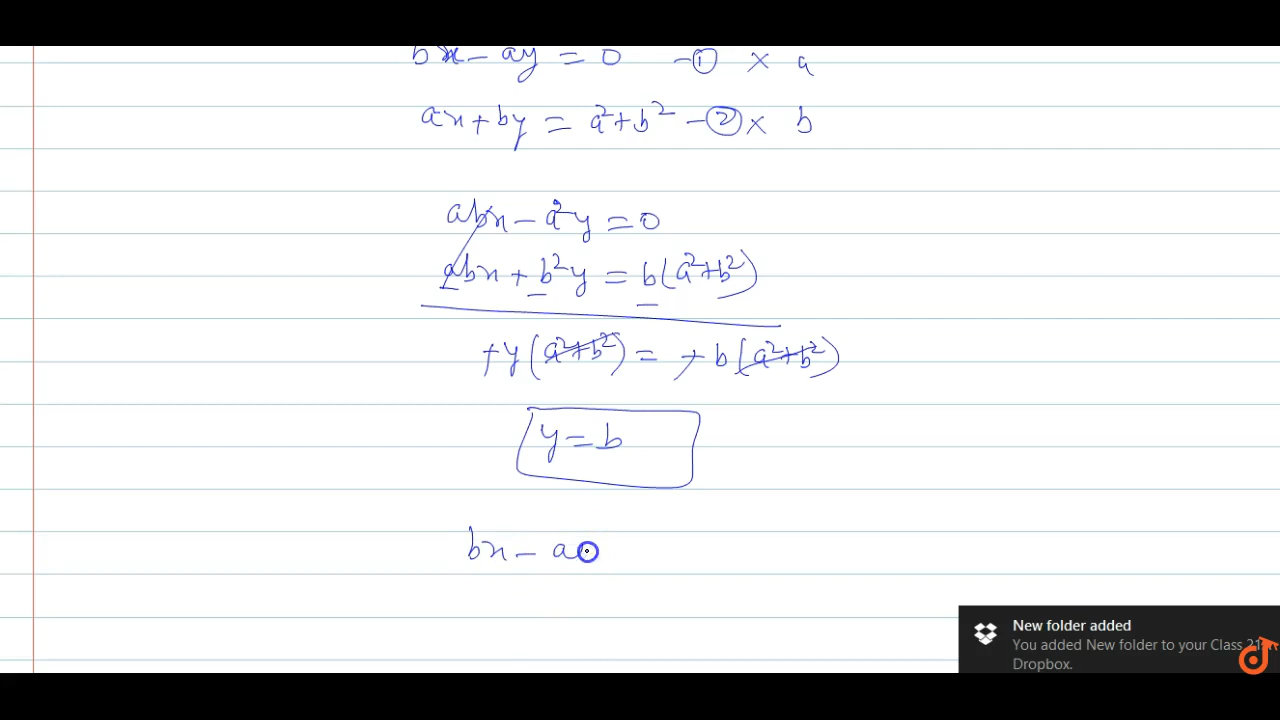 bx - ay = 0 - ① × a
ax + by = a² + b² - ② × b
abx - a²y = 0
abx + b²y = b(a² + b²)
+ y(a² + b²) = + b(a² + b²)
y = b
bx - a
New folder added
You added New folder to your Class 21
Dropbox.